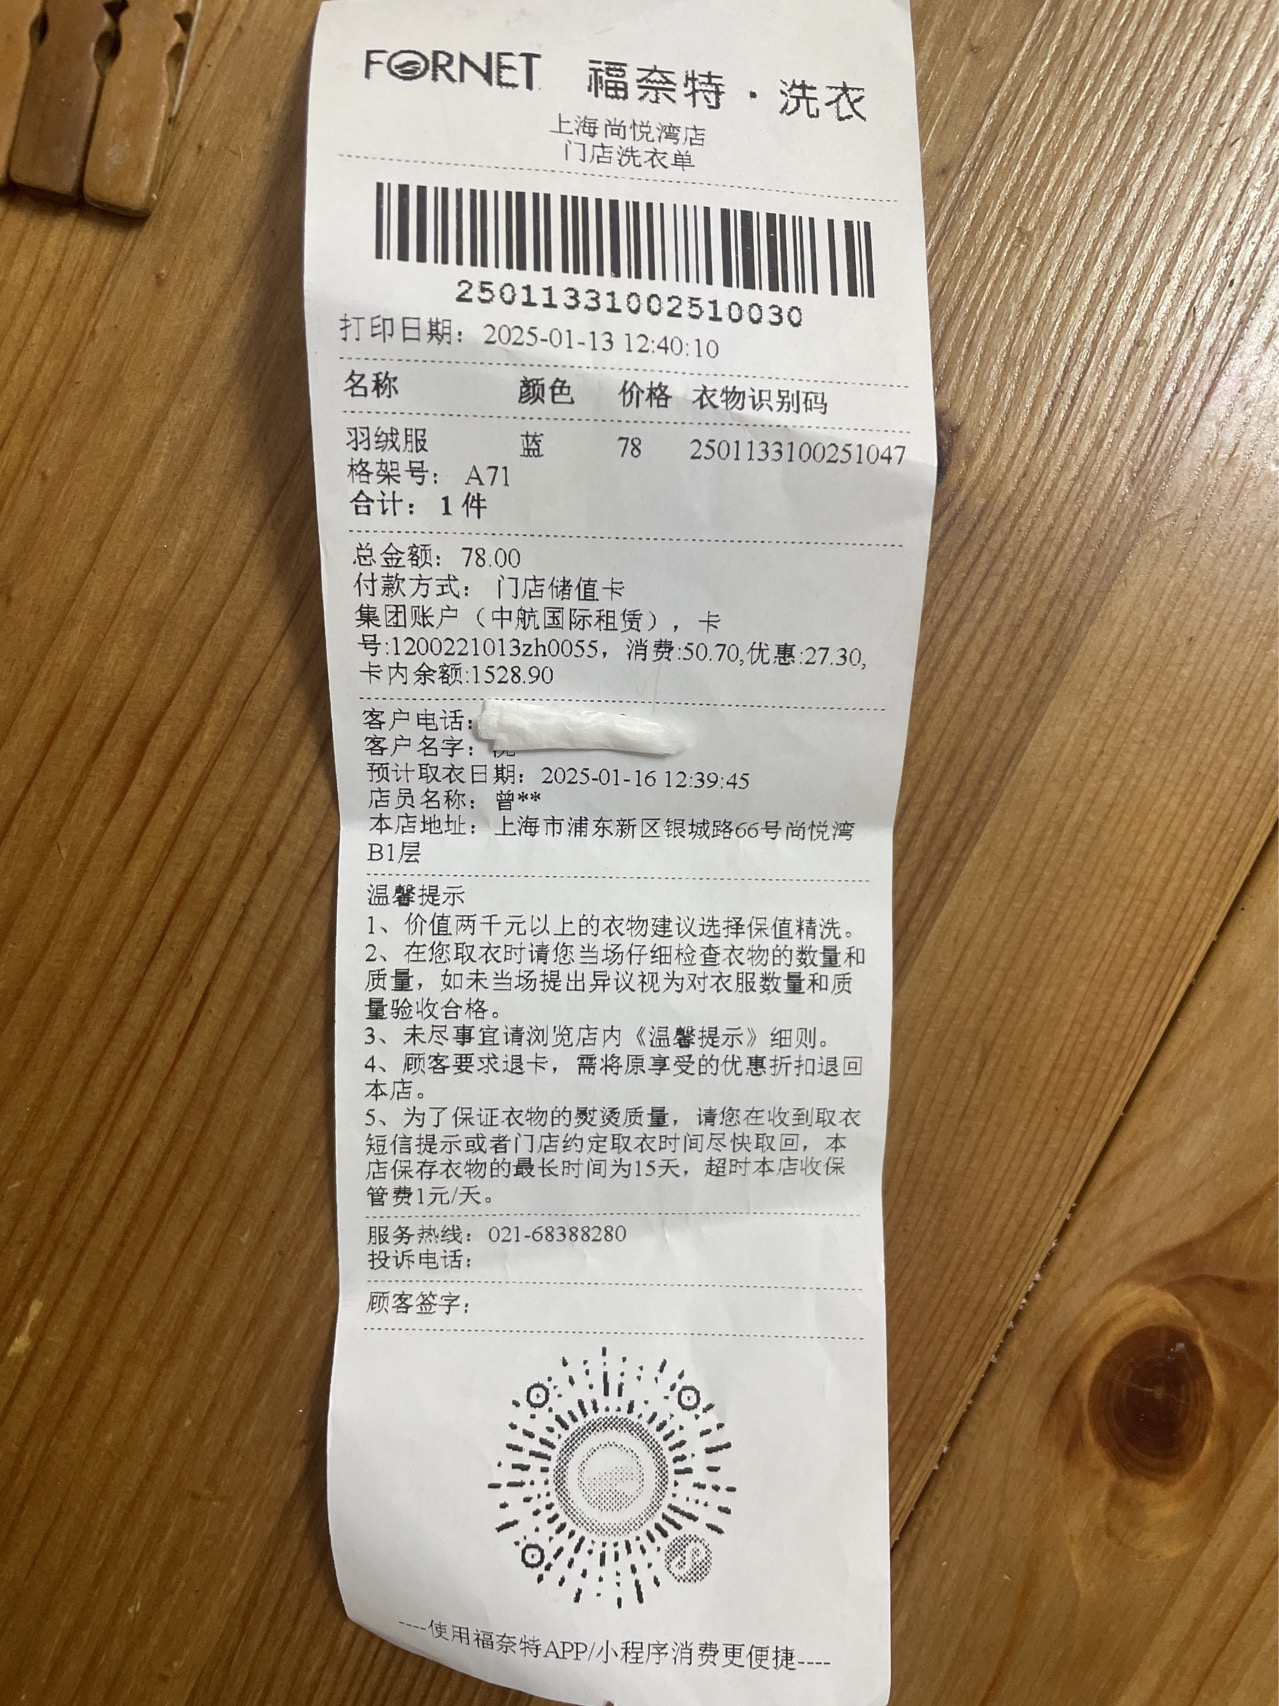 FORNET 福奈特·洗衣
上海尚悦湾店
门店洗衣单
25011331002510030
打印日期：2025-01-13 12:40:10
名称 颜色 价格 衣物识别码
羽绒服 蓝 78 2501133100251047
格架号：A71
合计：1 件
总金额：78.00
付款方式：门店储值卡
集团账户（中航国际租赁），卡
号:1200221013zh0055，消费:50.70,优惠:27.30,
卡内余额:1528.90
客户电话：
客户名字：
预计取衣日期：2025-01-16 12:39:45
店员名称：曾**
本店地址：上海市浦东新区银城路66号尚悦湾
B1层
温馨提示
1、价值两千元以上的衣物建议选择保值精洗。
2、在您取衣时请您当场仔细检查衣物的数量和
质量，如未当场提出异议视为对衣服数量和质
量验收合格。
3、未尽事宜请浏览店内《温馨提示》细则。
4、顾客要求退卡，需将原享受的优惠折扣退回
本店。
5、为了保证衣物的熨烫质量，请您在收到取衣
短信提示或者门店约定取衣时间尽快取回，本
店保存衣物的最长时间为15天，超时本店收保
管费1元/天。
服务热线：021-68388280
投诉电话：
顾客签字：
----使用福奈特APP/小程序消费更便捷----